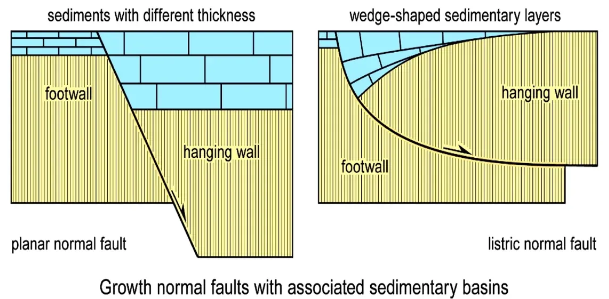 sediments with different thickness
wedge-shaped sedimentary layers
footwall
hanging wall
planar normal fault
hanging wall
footwall
listric normal fault
Growth normal faults with associated sedimentary basins